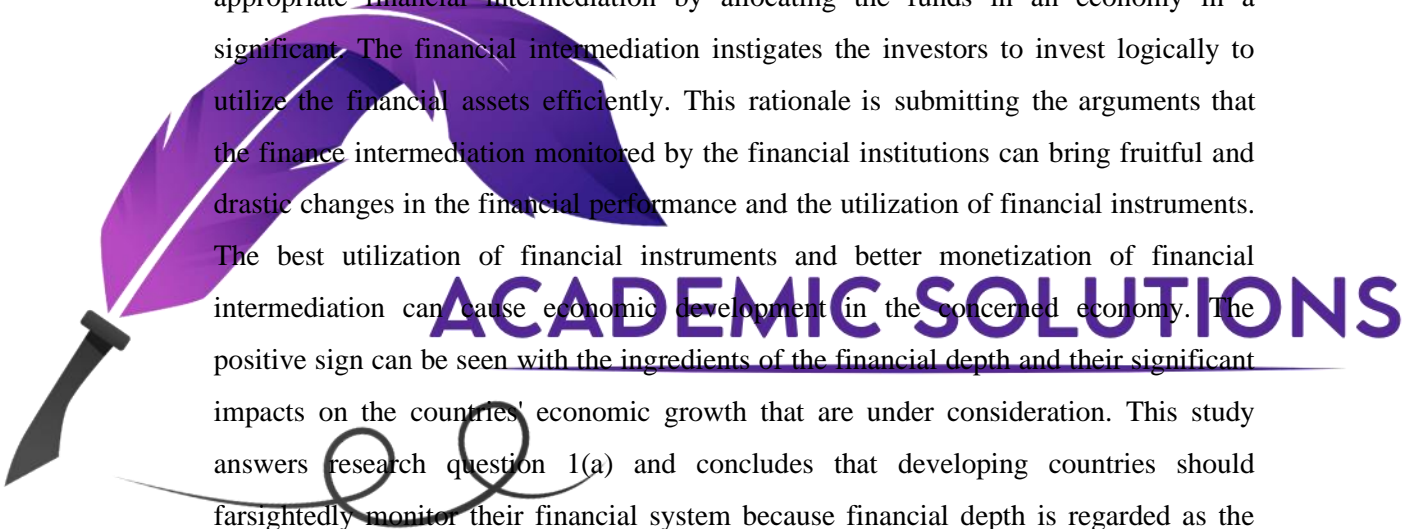 appropriate financial intermediation by allocating the funds in an economy in a
significant. The financial intermediation instigates the investors to invest logically to
utilize the financial assets efficiently. This rationale is submitting the arguments that
the finance intermediation monitored by the financial institutions can bring fruitful and
drastic changes in the financial performance and the utilization of financial instruments.
The best utilization of financial instruments and better monetization of financial
intermediation can cause economic development in the concerned economy. The
ACADEMIC SOLUTIONS
positive sign can be seen with the ingredients of the financial depth and their significant
impacts on the countries' economic growth that are under consideration. This study
answers research question 1(a) and concludes that developing countries should
farsightedly monitor their financial system because financial depth is regarded as the